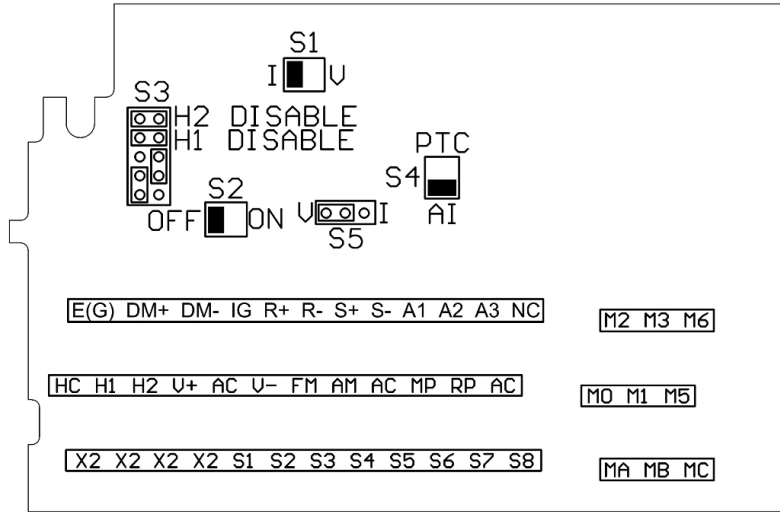 S1
I V
S3
H2 DISABLE
H1 DISABLE
PTC
S4
AI
S2
OFF ON
V I
S5
E(G) DM+ DM- IG R+ R- S+ S- A1 A2 A3 NC
M2 M3 M6
HC H1 H2 V+ AC V- FM AM AC MP RP AC
M0 M1 M5
X2 X2 X2 X2 S1 S2 S3 S4 S5 S6 S7 S8
MA MB MC